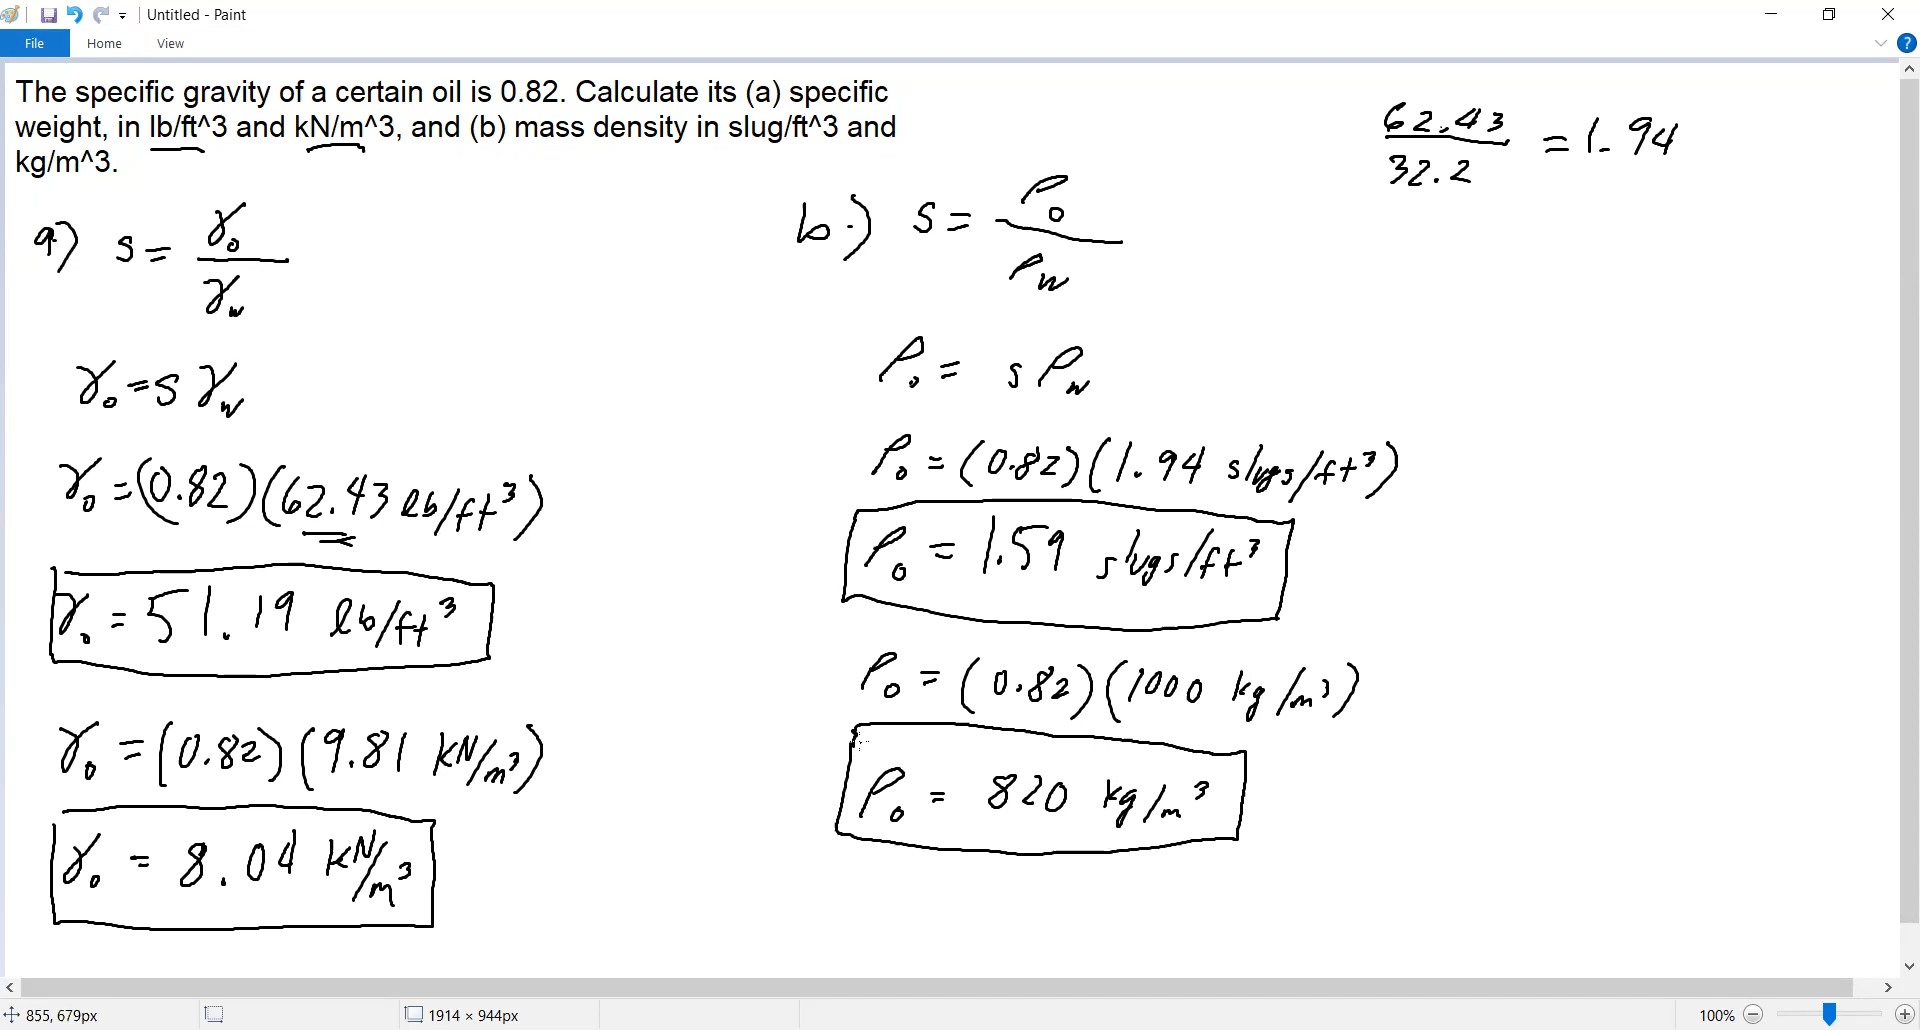 Untitled - Paint
File Home View
The specific gravity of a certain oil is 0.82. Calculate its (a) specific
weight, in lb/ft^3 and kN/m^3, and (b) mass density in slug/ft^3 and
kg/m^3.
62.43 / 32.2 = 1.94
a) s = γo / γw
γo = s γw
γo = (0.82)(62.43 lb/ft³)
γo = 51.19 lb/ft³
γo = (0.82)(9.81 kN/m³)
γo = 8.04 kN/m³
b.) s = ρo / ρw
ρo = s ρw
ρo = (0.82)(1.94 slugs/ft³)
ρo = 1.59 slugs/ft³
ρo = (0.82)(1000 kg/m³)
ρo = 820 kg/m³
855, 679px 1914 × 944px 100%